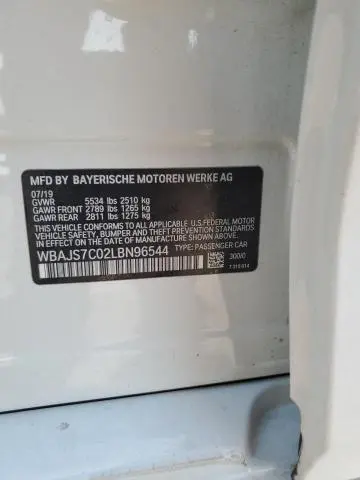 MFD BY BAYERISCHE MOTOREN WERKE AG
07/19
GVWR 5534 lbs 2510 kg
GAWR FRONT 2789 lbs 1265 kg
GAWR REAR 2811 lbs 1275 kg
THIS VEHICLE CONFORMS TO ALL APPLICABLE U.S.FEDERAL MOTOR
VEHICLE SAFETY, BUMPER AND THEFT PREVENTION STANDARDS
IN EFFECT ON THE DATE OF MANUFACTURE SHOWN ABOVE.
WBAJS7C02LBN96544 TYPE: PASSENGER CAR
300/0